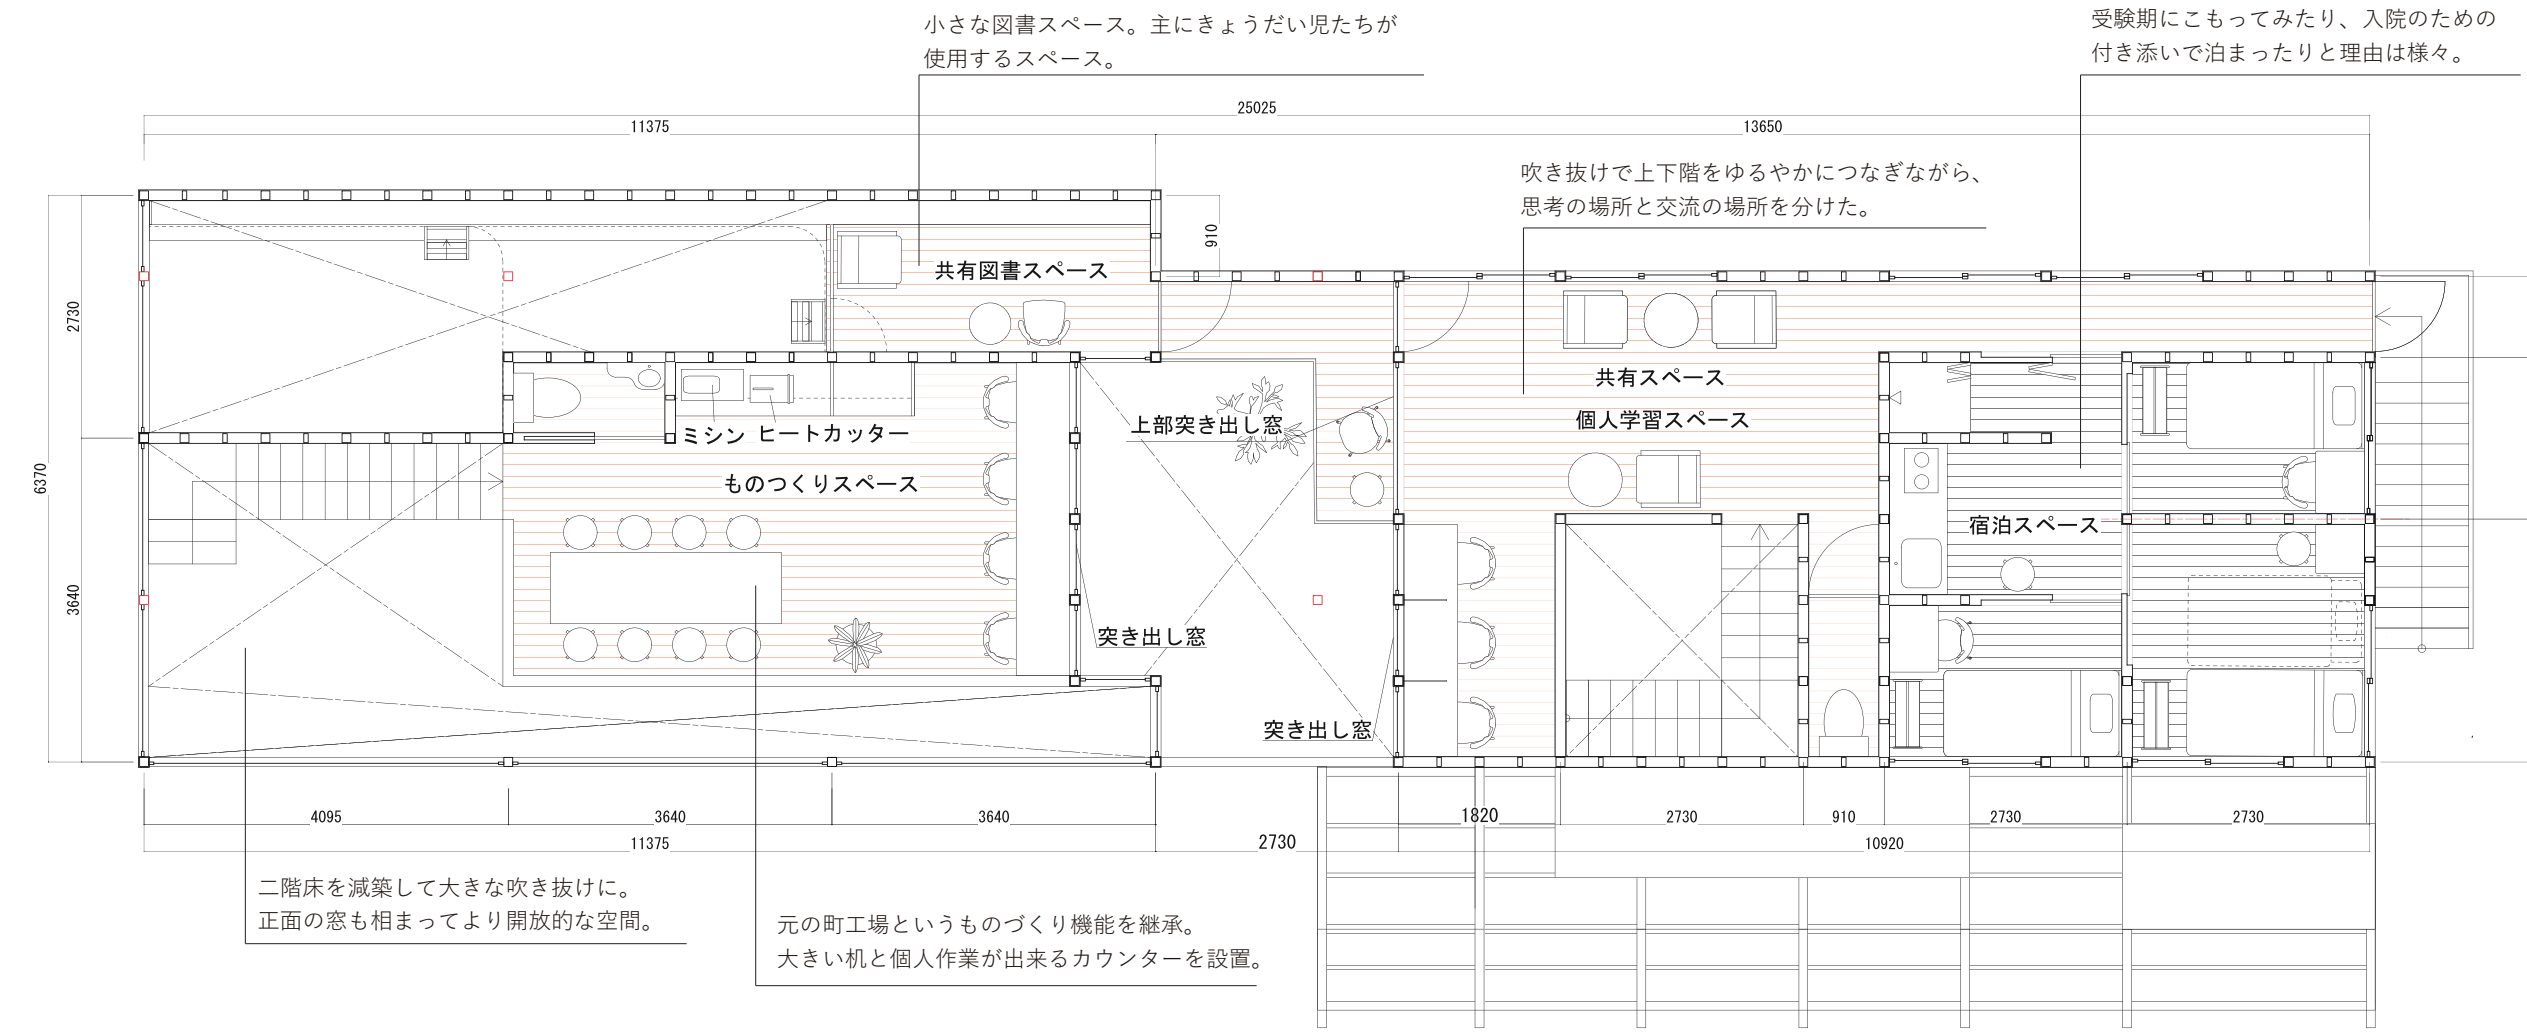 小さな図書スペース。主にきょうだい児たちが
使用するスペース。
受験期にこもってみたり、入院のための
付き添いで泊まったりと理由は様々。
25025
11375
13650
吹き抜けで上下階をゆるやかにつなぎながら、
思考の場所と交流の場所を分けた。
910
共有図書スペース
2730
共有スペース
個人学習スペース
上部突き出し窓
ミシン ヒートカッター
ものつくりスペース
6370
宿泊スペース
3640
突き出し窓
突き出し窓
4095
3640
3640
1820
2730
910
2730
2730
11375
2730
10920
二階床を減築して大きな吹き抜けに。
正面の窓も相まってより開放的な空間。
元の町工場というものづくり機能を継承。
大きい机と個人作業が出来るカウンターを設置。